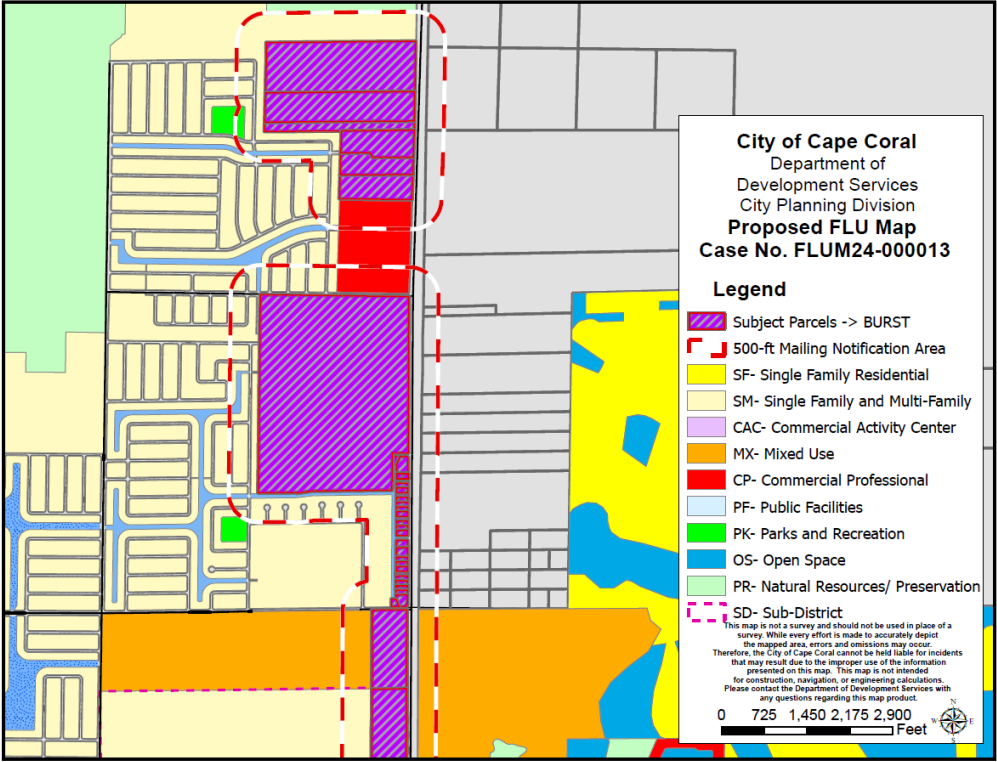 City of Cape Coral
Department of
Development Services
City Planning Division
Proposed FLU Map
Case No. FLUM24-000013
Legend
Subject Parcels -> BURST
500-ft Mailing Notification Area
SF- Single Family Residential
SM- Single Family and Multi-Family
CAC- Commercial Activity Center
MX- Mixed Use
CP- Commercial Professional
PF- Public Facilities
PK- Parks and Recreation
OS- Open Space
PR- Natural Resources/ Preservation
SD- Sub-District
This map is not a survey and should not be used in place of a
survey. While every effort is made to accurately depict
the mapped area, errors and omissions may occur.
Therefore, the City of Cape Coral cannot be held liable for incidents
that may result due to the improper use of the information
presented on this map. This map is not intended
for construction, navigation, or engineering calculations.
Please contact the Department of Development Services with
any questions regarding this map product.
0 725 1,450 2,175 2,900
Feet
N
W E
S